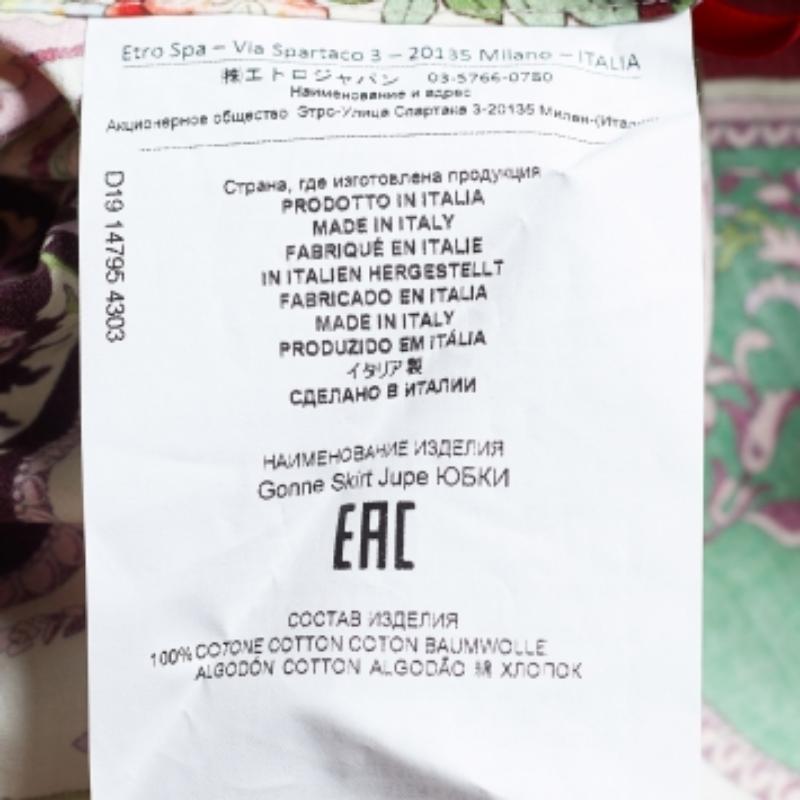 Etro Spa – Via Spartaco 3 – 20135 Milano – ITALIA
㈱エトロジャパン 03-5766-0780
Наименование и адрес
Акционерное общество Этро-Улица Спартака 3-20135 Милан-(Итал
Страна, где изготовлена продукция
PRODOTTO IN ITALIA
MADE IN ITALY
FABRIQUÉ EN ITALIE
IN ITALIEN HERGESTELLT
FABRICADO EN ITALIA
MADE IN ITALY
PRODUZIDO EM ITÁLIA
イタリア製
СДЕЛАНО В ИТАЛИИ
D19 14795 4303
НАИМЕНОВАНИЕ ИЗДЕЛИЯ
Gonne Skirt Jupe ЮБКИ
EAC
СОСТАВ ИЗДЕЛИЯ
100% COTONE COTTON COTON BAUMWOLLE
ALGODÓN COTTON ALGODÃO 綿 ХЛОПОК